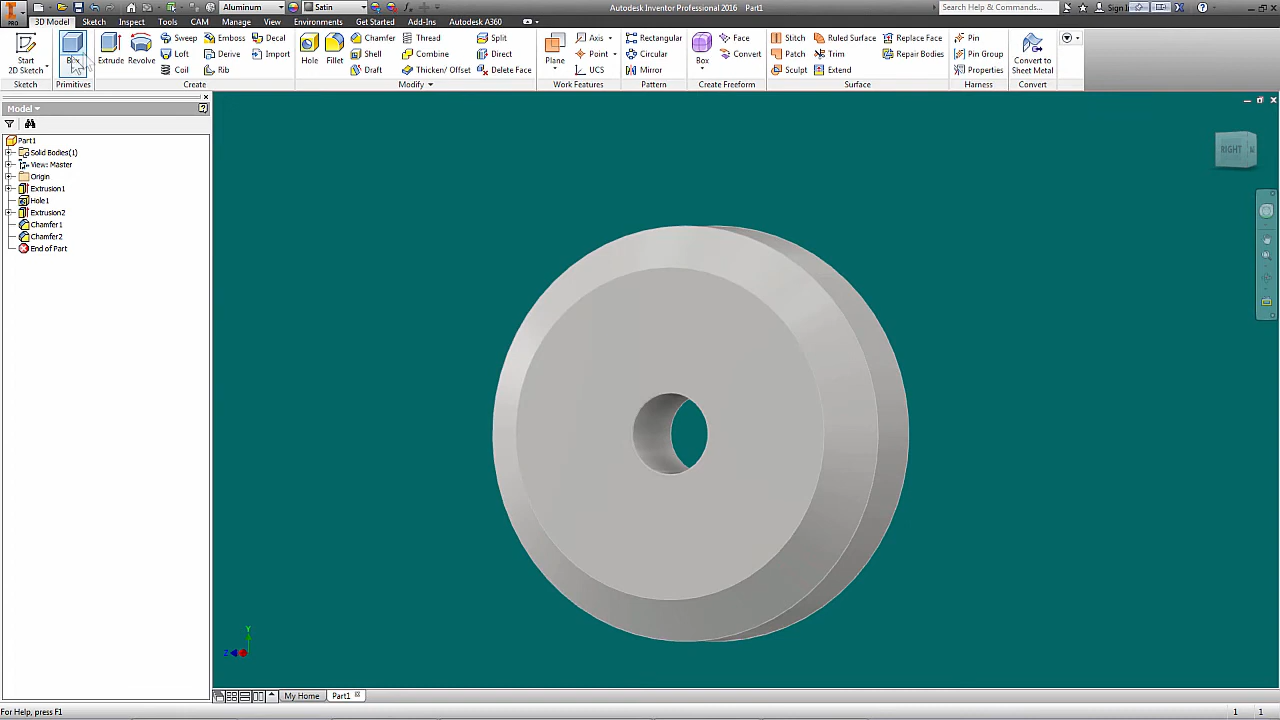 Aluminum Satin Autodesk Inventor Professional 2016 Part1 Search Help & Commands... Sign I
PRO 3D Model Sketch Inspect Tools CAM Manage View Environments Get Started Add-Ins Autodesk A360
Start 2D Sketch
Sketch
Primitives
Extrude Revolve
Sweep Emboss Decal
Loft Derive Import
Coil Rib
Create
Hole Fillet
Chamfer Thread Split
Shell Combine Direct
Draft Thicken/ Offset Delete Face
Modify
Plane
Axis
Point
UCS
Work Features
Rectangular
Circular
Mirror
Pattern
Box
Face
Convert
Create Freeform
Stitch Ruled Surface Replace Face
Patch Trim Repair Bodies
Sculpt Extend
Surface
Pin
Pin Group
Properties
Harness
Convert to Sheet Metal
Convert
Model
Part1
Solid Bodies(1)
View: Master
Origin
Extrusion1
Hole1
Extrusion2
Chamfer1
Chamfer2
End of Part
RIGHT
Y
Z
My Home Part1
For Help, press F1 1 1